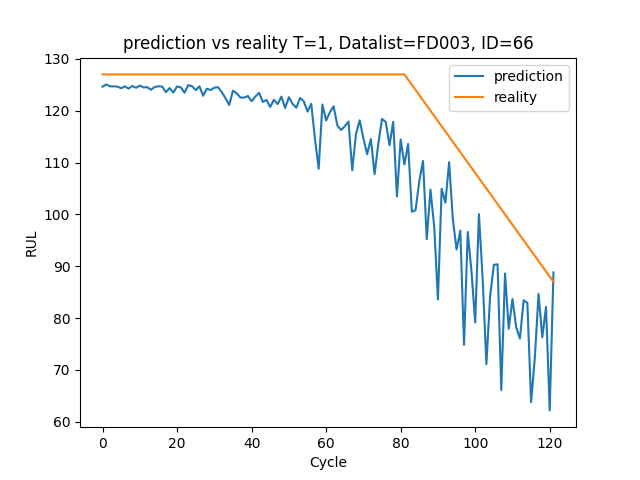 prediction vs reality T=1, Datalist=FD003, ID=66
prediction
reality
130
120
110
100
90
80
70
60
RUL
0 20 40 60 80 100 120
Cycle